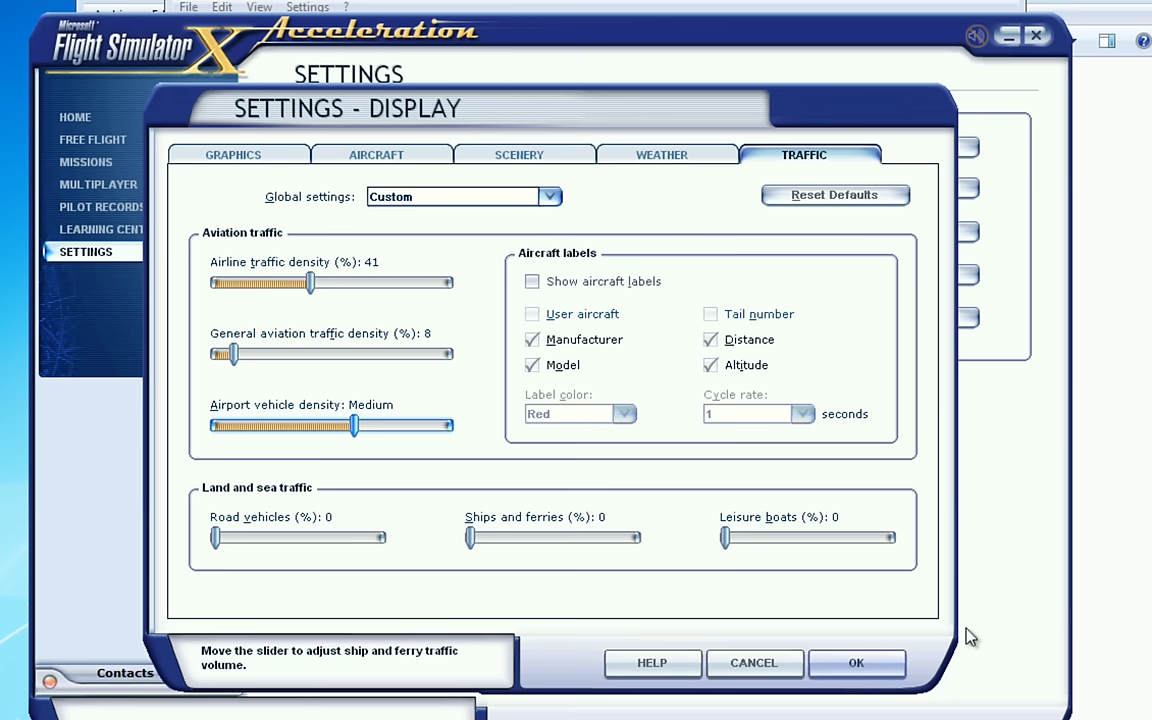 File Edit View Settings ?
Microsoft
Flight Simulator X Acceleration
SETTINGS
SETTINGS - DISPLAY
HOME
FREE FLIGHT
MISSIONS
MULTIPLAYER
PILOT RECORDS
LEARNING CENT
SETTINGS
GRAPHICS AIRCRAFT SCENERY WEATHER TRAFFIC
Global settings: Custom Reset Defaults
Aviation traffic
Airline traffic density (%): 41
General aviation traffic density (%): 8
Airport vehicle density: Medium
Aircraft labels
Show aircraft labels
User aircraft Tail number
Manufacturer Distance
Model Altitude
Label color: Cycle rate:
Red 1 seconds
Land and sea traffic
Road vehicles (%): 0 Ships and ferries (%): 0 Leisure boats (%): 0
Move the slider to adjust ship and ferry traffic
volume.
HELP CANCEL OK
Contacts